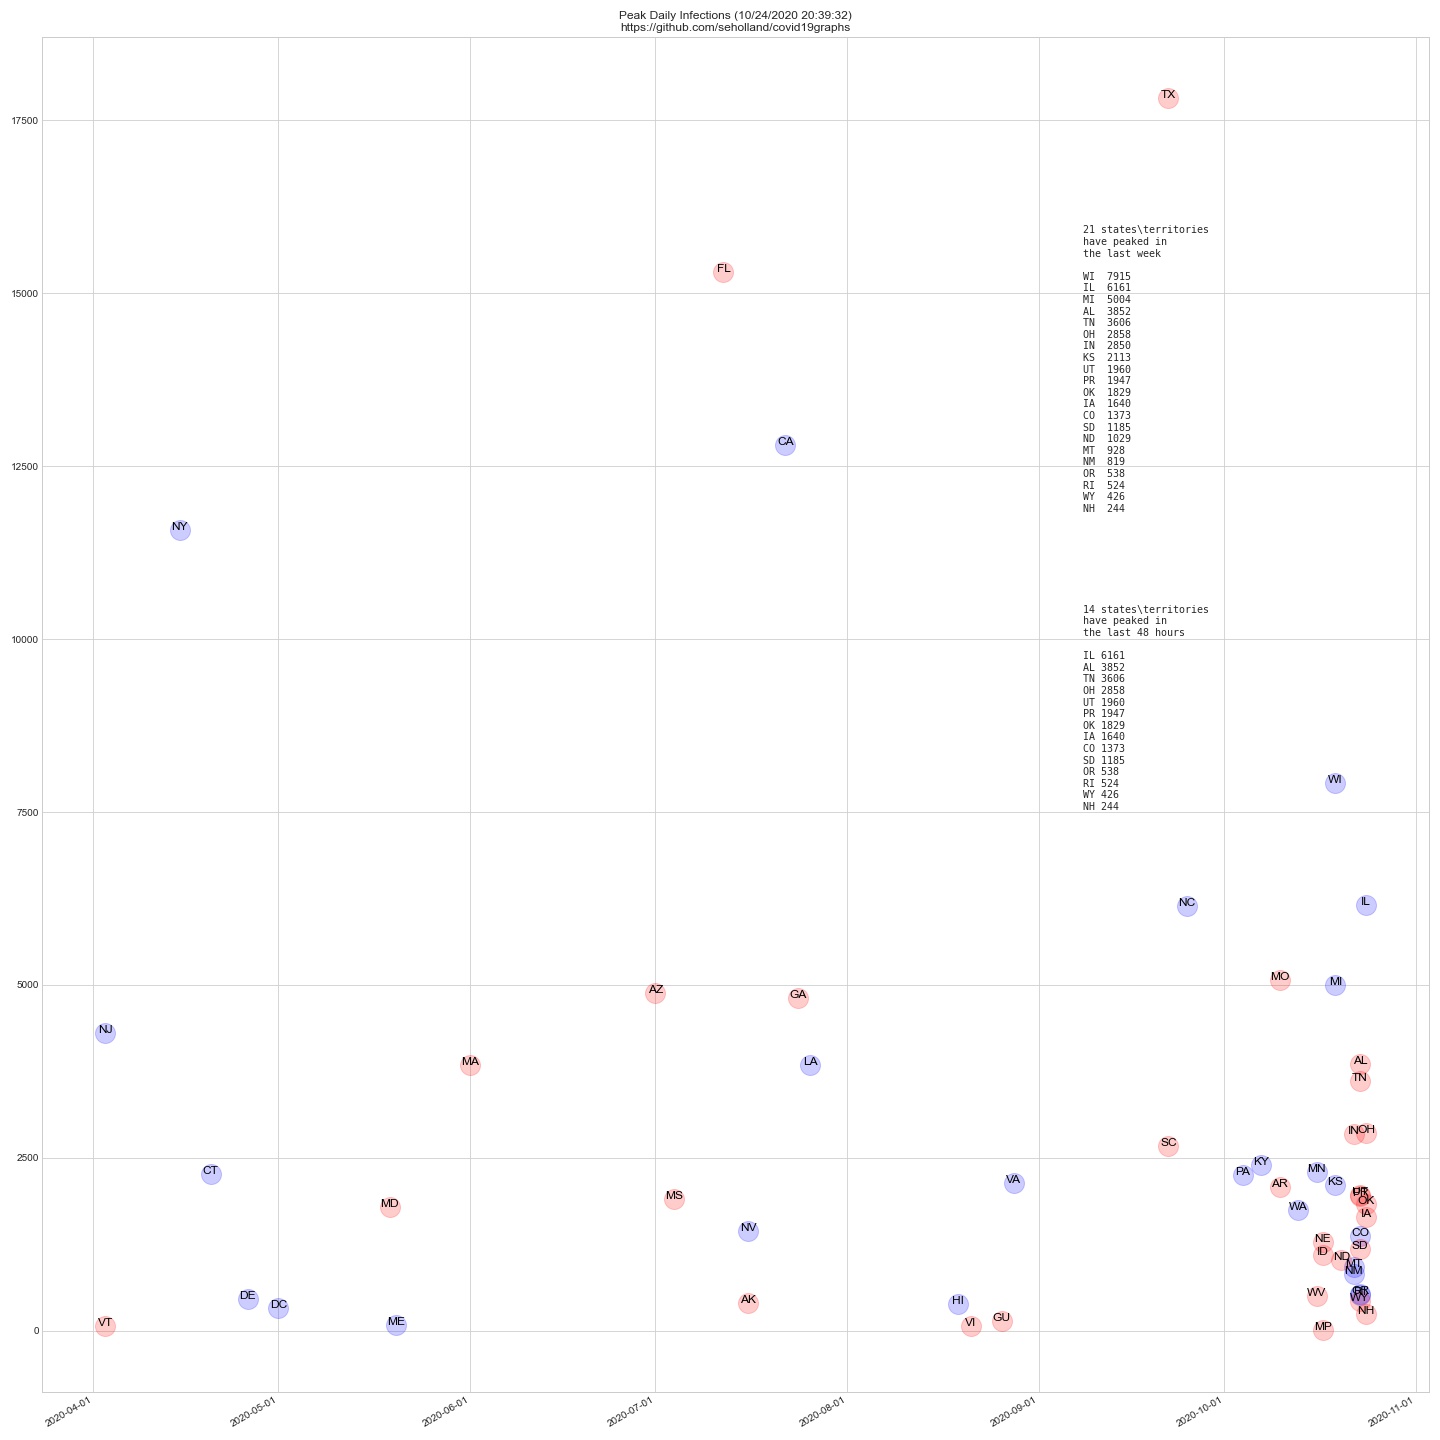 Peak Daily Infections (10/24/2020 20:39:32)
https://github.com/seholland/covid19graphs
TX
17500
21 states\territories
have peaked in
the last week
FL
WI 7915
IL 6161
15000
MI 5004
AL 3852
TN 3606
OH 2858
IN 2850
KS 2113
UT 1960
PR 1947
OK 1829
IA 1640
CO 1373
SD 1185
CA
ND 1029
MT 928
12500
NM 819
OR 538
RI 524
WY 426
NH 244
NY
14 states\territories
have peaked in
the last 48 hours
10000
IL 6161
AL 3852
TN 3606
OH 2858
UT 1960
PR 1947
OK 1829
IA 1640
CO 1373
SD 1185
OR 538
RI 524
WY 426
NH 244
WI
7500
NC
IL
MO
5000
AZ
GA
MI
NJ
MA
LA
AL
TN
SC
IN
OH
2500
CT
VA
PA
KY
MN
KS
AR
MD
MS
OK
WA
IA
NV
CO
NE
SD
ID
ND
MT
NM
DE
DC
AK
HI
WV
WY
NH
VT
ME
VI
GU
MP
0
2020-04-01
2020-05-01
2020-06-01
2020-07-01
2020-08-01
2020-09-01
2020-10-01
2020-11-01